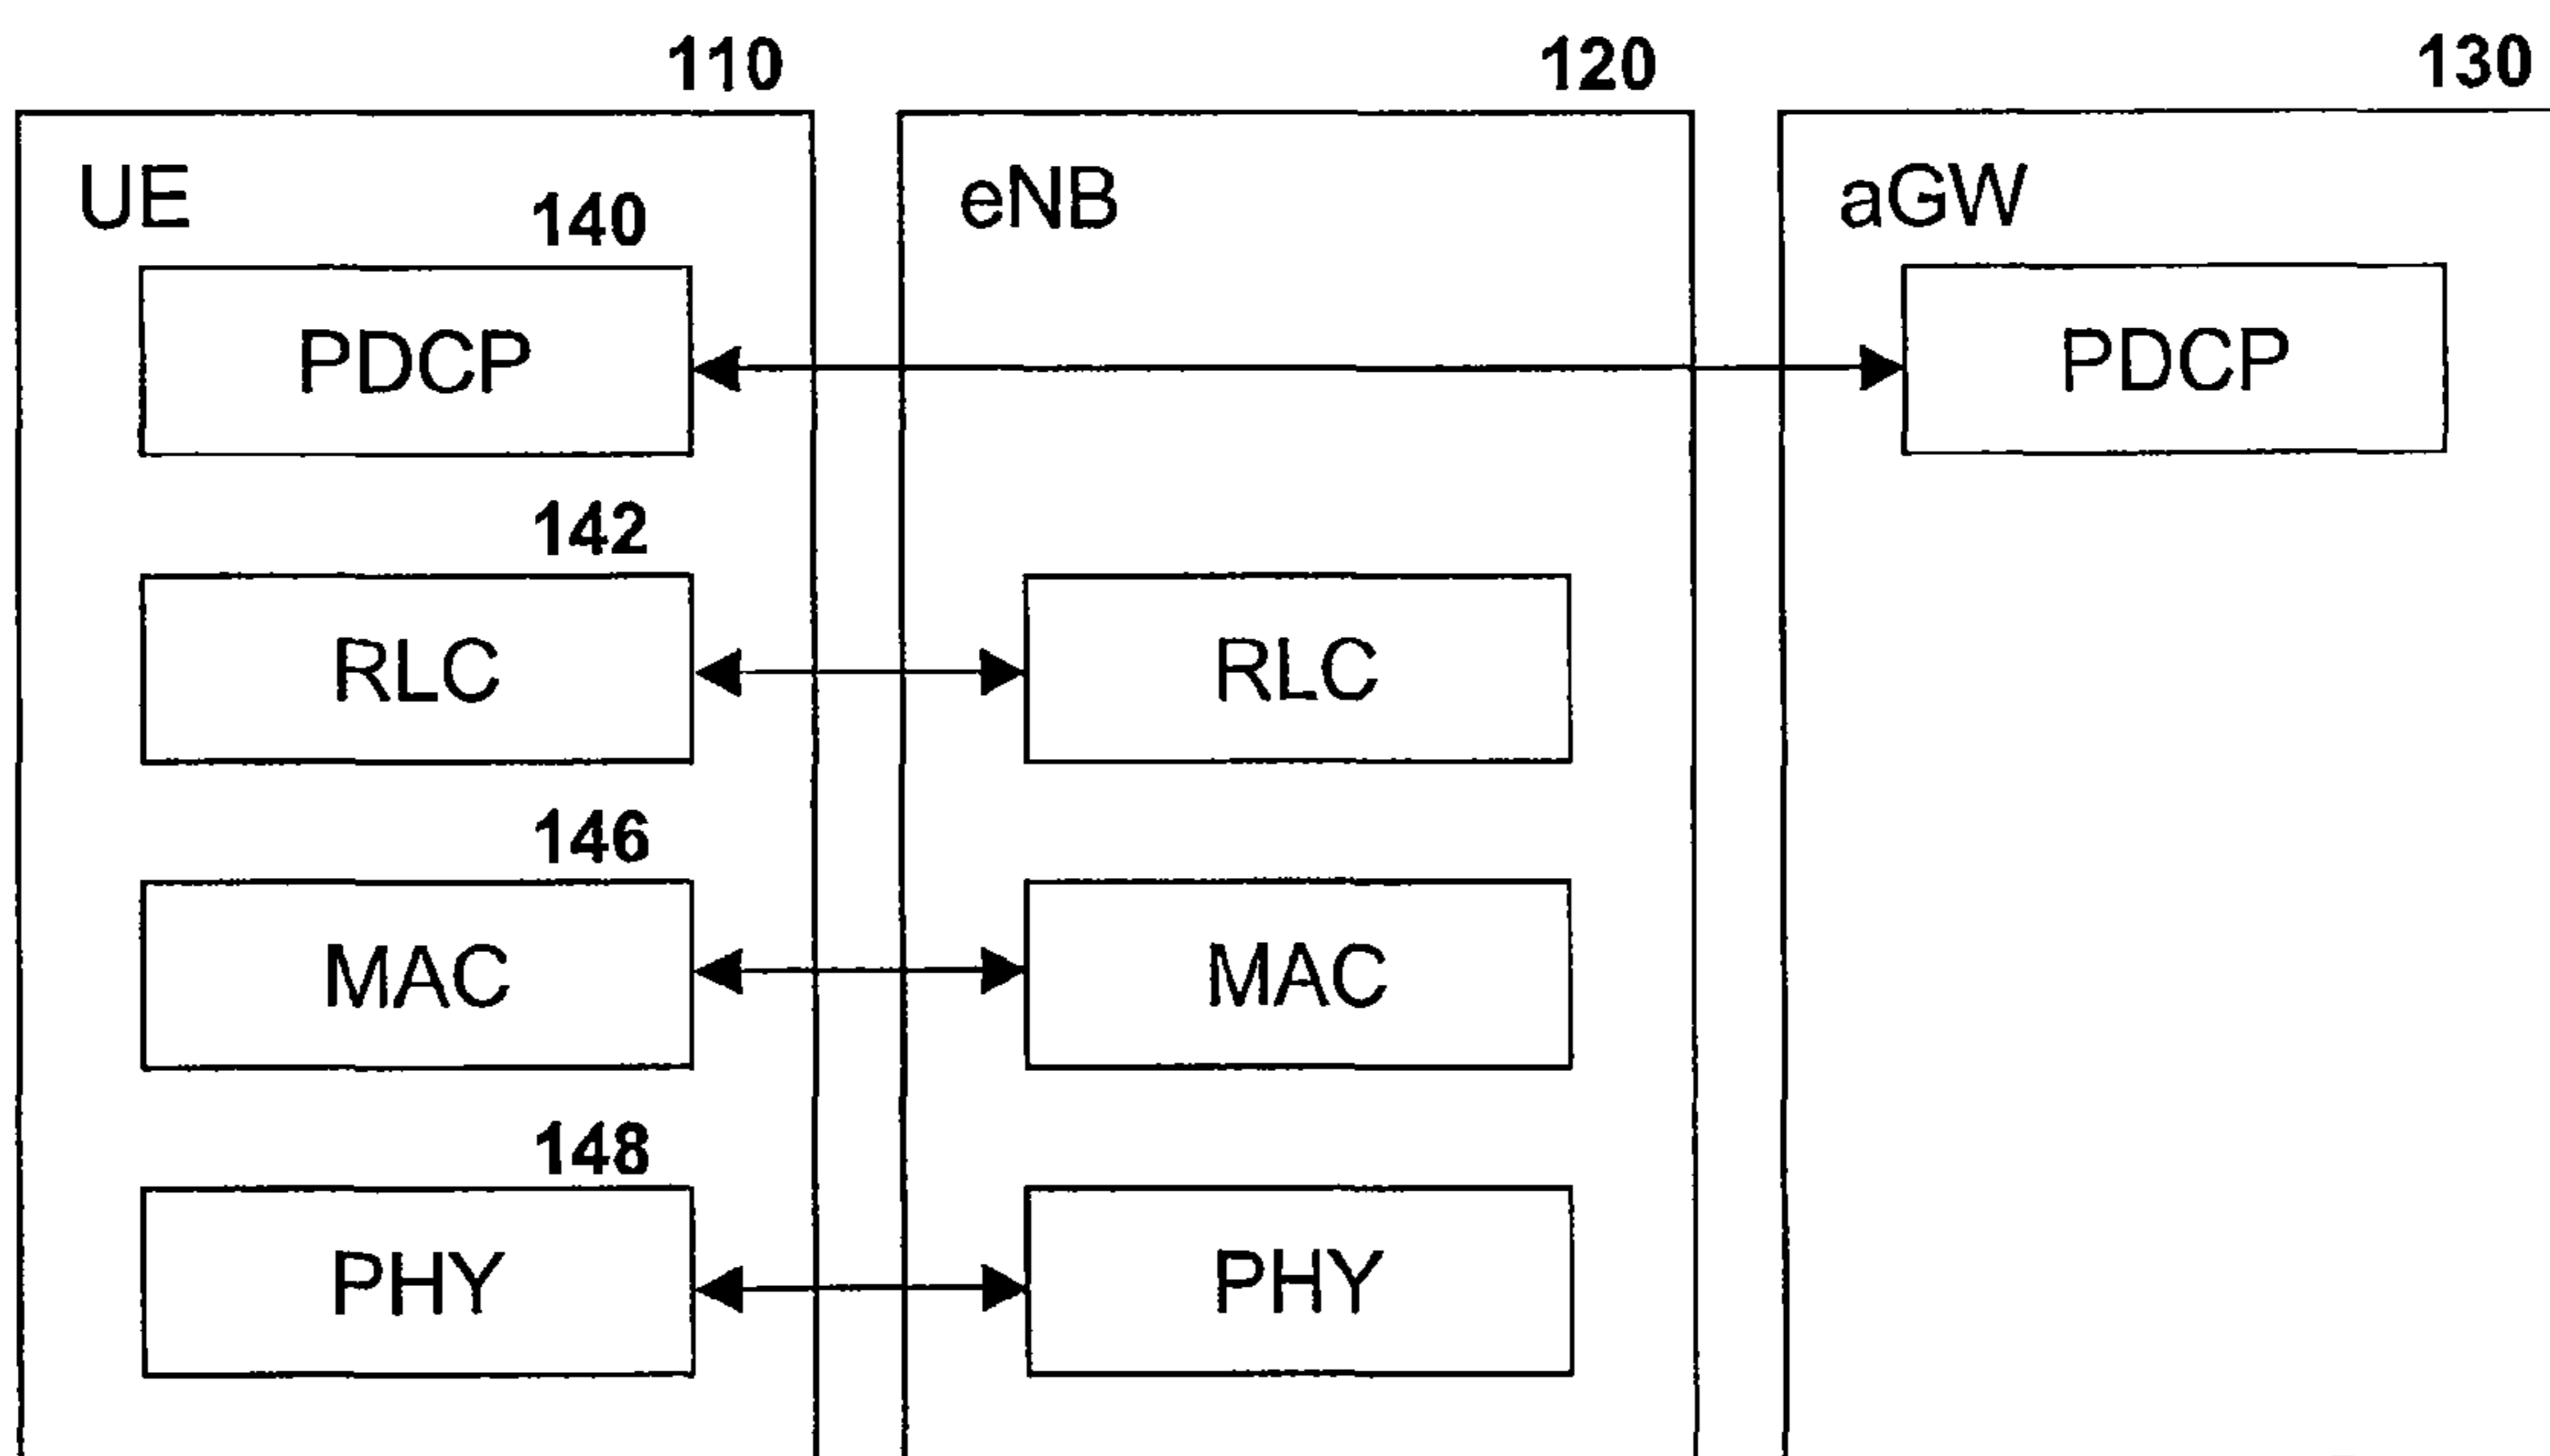 110 120 130
UE eNB aGW
140
PDCP PDCP
142
RLC RLC
146
MAC MAC
148
PHY PHY